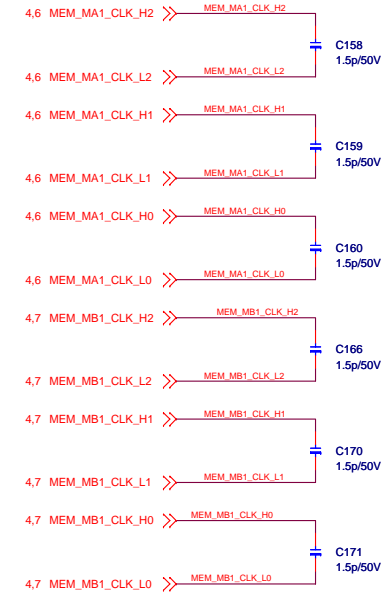 MEM_MA1_CLK_H2
4,6 MEM_MA1_CLK_H2
C158
1.5p/50V
MEM_MA1_CLK_L2
4,6 MEM_MA1_CLK_L2
MEM_MA1_CLK_H1
4,6 MEM_MA1_CLK_H1
C159
1.5p/50V
MEM_MA1_CLK_L1
4,6 MEM_MA1_CLK_L1
MEM_MA1_CLK_H0
4,6 MEM_MA1_CLK_H0
C160
1.5p/50V
MEM_MA1_CLK_L0
4,6 MEM_MA1_CLK_L0
MEM_MB1_CLK_H2
4,7 MEM_MB1_CLK_H2
C166
1.5p/50V
MEM_MB1_CLK_L2
4,7 MEM_MB1_CLK_L2
MEM_MB1_CLK_H1
4,7 MEM_MB1_CLK_H1
C170
1.5p/50V
MEM_MB1_CLK_L1
4,7 MEM_MB1_CLK_L1
MEM_MB1_CLK_H0
4,7 MEM_MB1_CLK_H0
C171
1.5p/50V
MEM_MB1_CLK_L0
4,7 MEM_MB1_CLK_L0